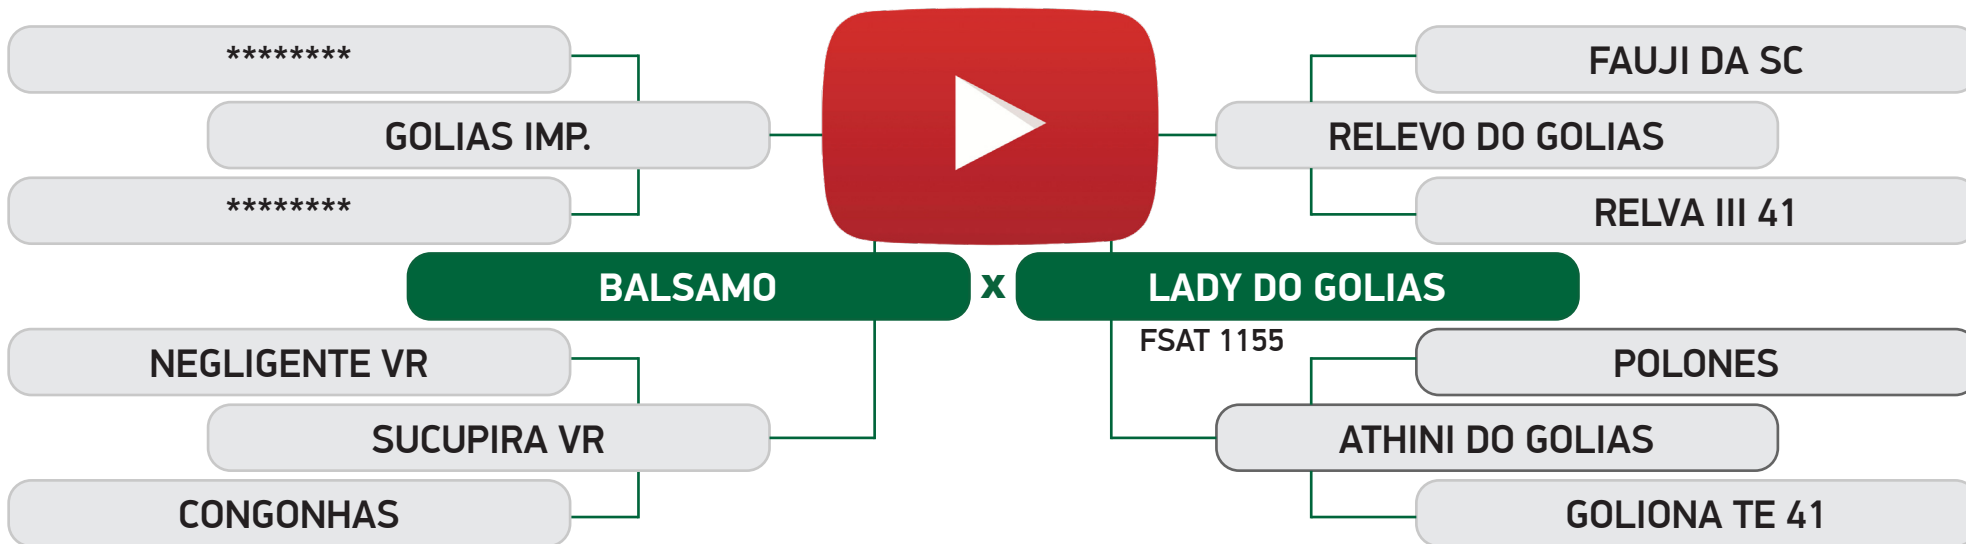 ********
FAUJI DA SC
GOLIAS IMP.
RELEVO DO GOLIAS
********
RELVA III 41
BALSAMO
x
LADY DO GOLIAS
FSAT 1155
NEGLIGENTE VR
POLONES
SUCUPIRA VR
ATHINI DO GOLIAS
CONGONHAS
GOLIONA TE 41